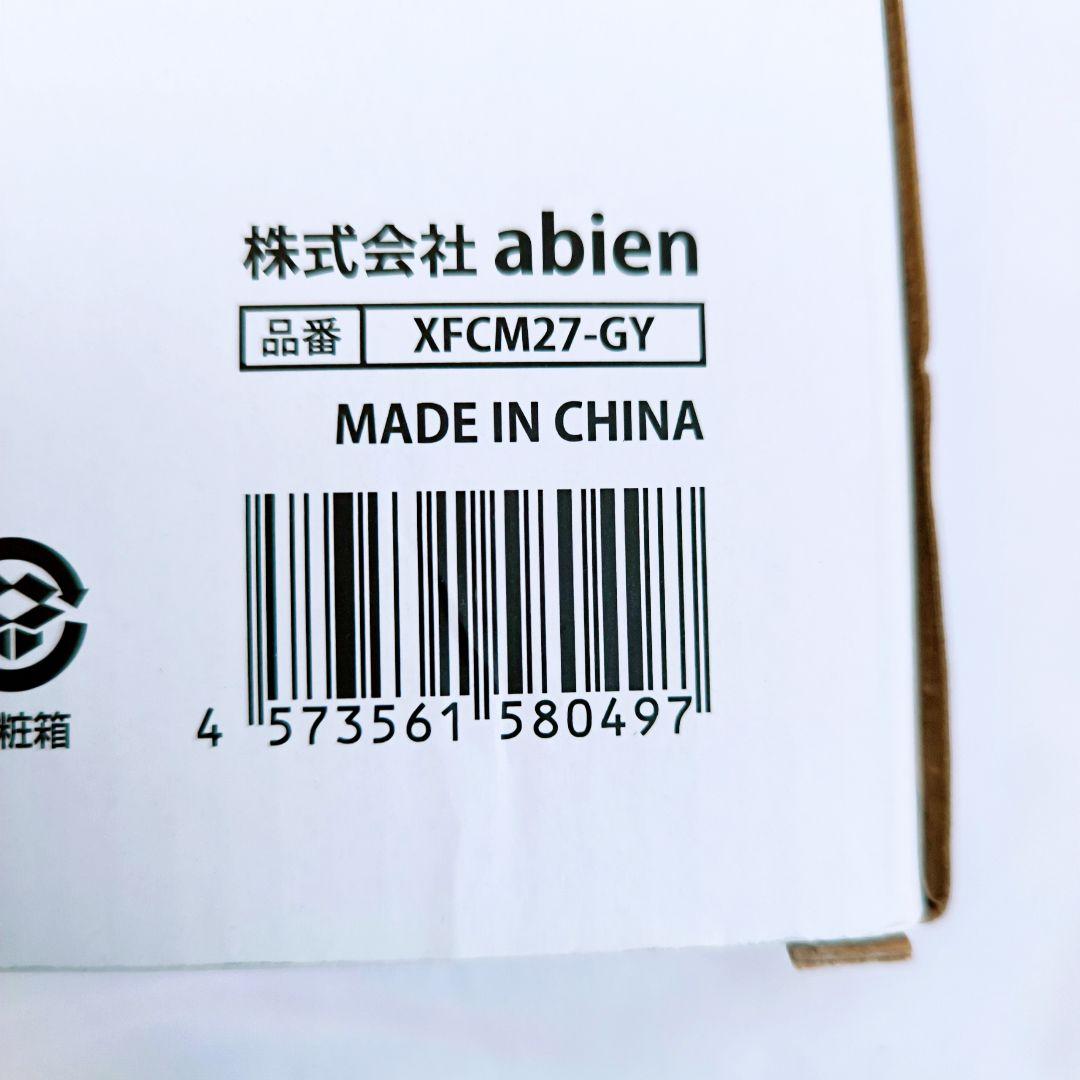 株式会社 abien
品番 XFCM27-GY
MADE IN CHINA
4 573561 580497
粧箱